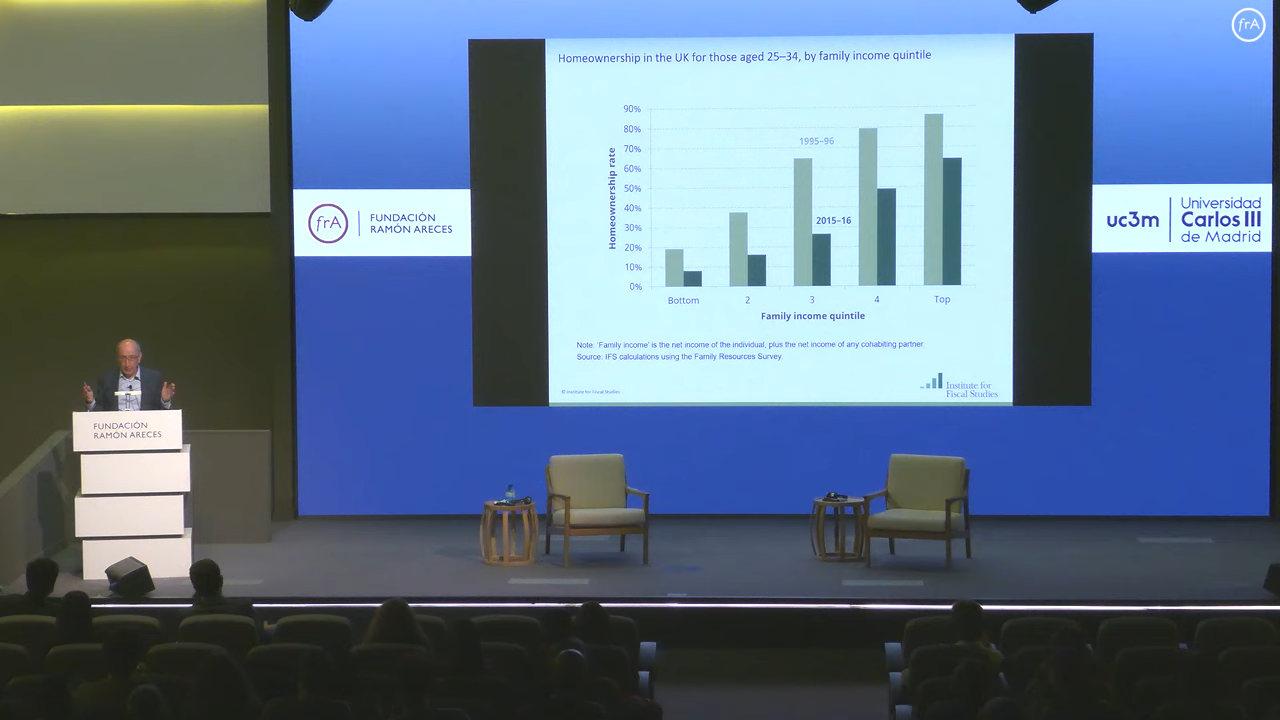 frA
Homeownership in the UK for those aged 25–34, by family income quintile
90%
80%
70%
60%
50%
40%
30%
20%
10%
0%
Homeownership rate
1995–96
2015–16
Bottom
2
3
4
Top
Family income quintile
Note: 'Family income' is the net income of the individual, plus the net income of any cohabiting partner.
Source: IFS calculations using the Family Resources Survey.
© Institute for Fiscal Studies
Institute for
Fiscal Studies
frA
FUNDACIÓN
RAMÓN ARECES
uc3m
Universidad
Carlos III
de Madrid
FUNDACIÓN
RAMÓN ARECES